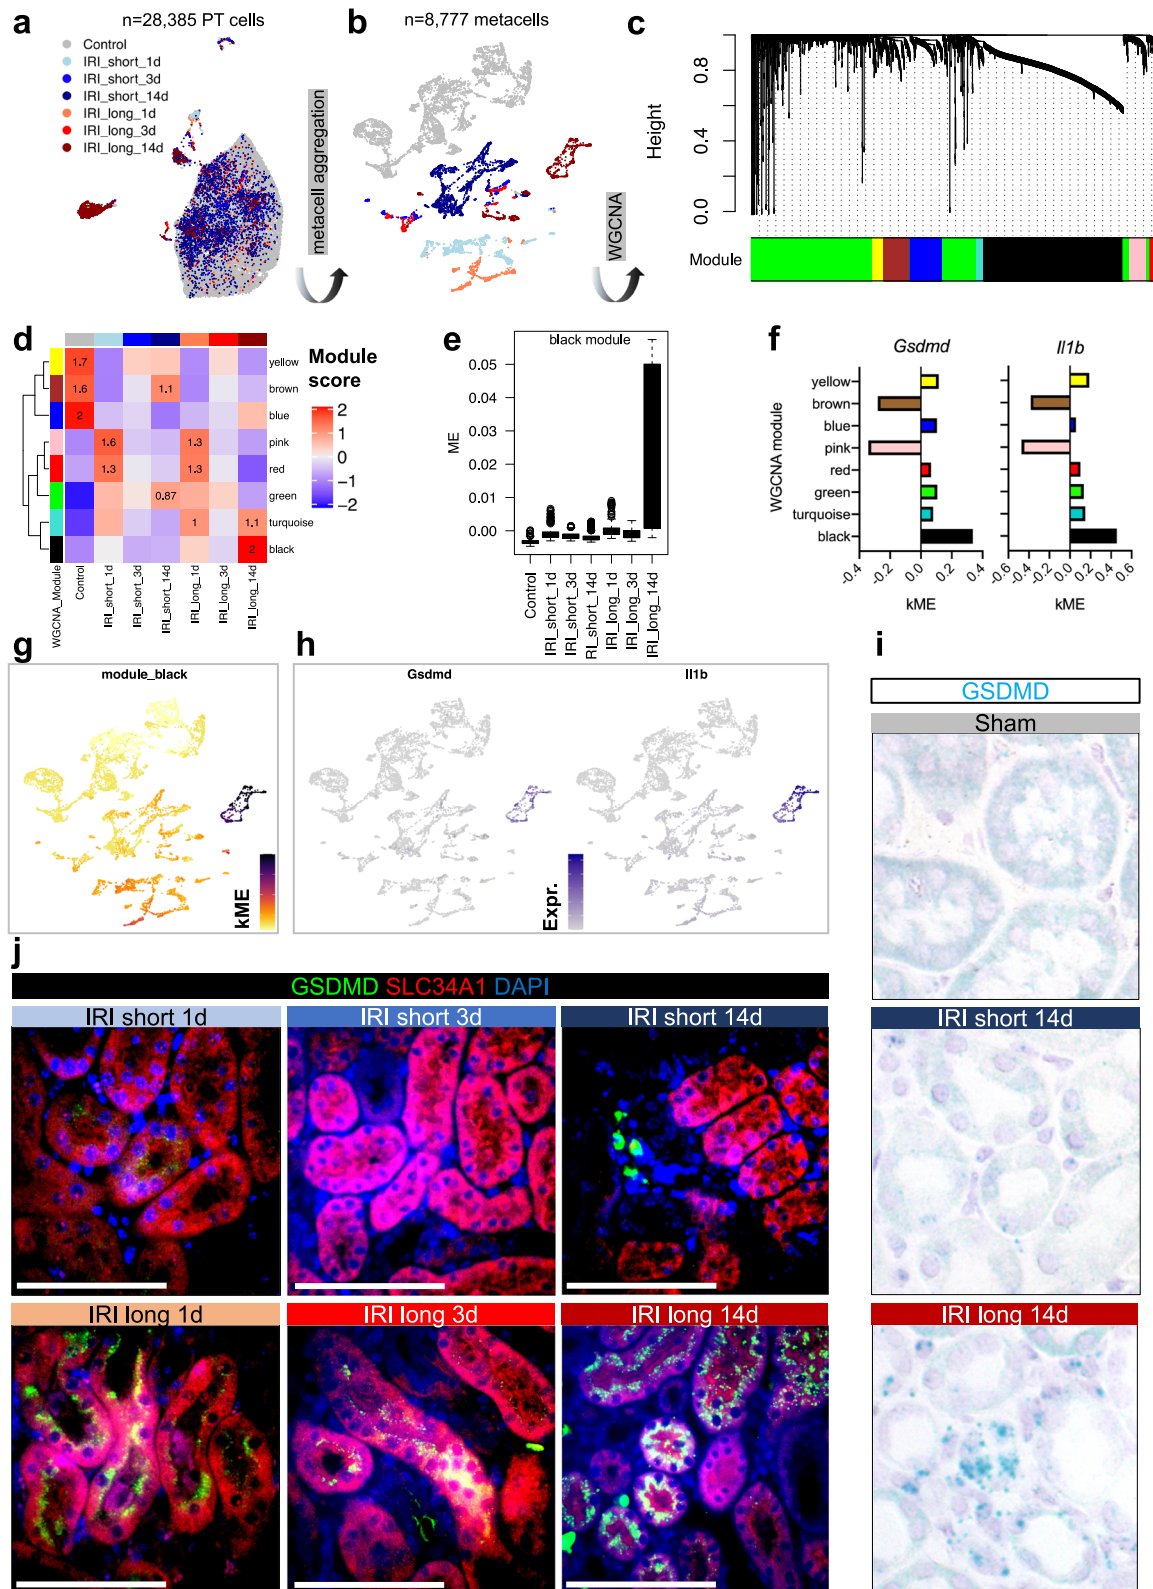 a
n=28,385 PT cells
Control
IRI_short_1d
IRI_short_3d
IRI_short_14d
IRI_long_1d
IRI_long_3d
IRI_long_14d
metacell aggregation
b
n=8,777 metacells
WGCNA
c
Height
0.8
0.4
0.0
Module
d
1.7
1.6
1.1
2
1.6
1.3
1.3
1.3
0.87
1
1.1
2
yellow
brown
blue
pink
red
green
turquoise
black
WGCNA_Module
Control
IRI_short_1d
IRI_short_3d
IRI_short_14d
IRI_long_1d
IRI_long_3d
IRI_long_14d
Module
score
2
1
0
−1
−2
e
black module
ME
0.05
0.04
0.03
0.02
0.01
0.00
Control
IRI_short_1d
IRI_short_3d
RI_short_14d
IRI_long_1d
IRI_long_3d
IRI_long_14d
f
Gsdmd
Il1b
WGCNA module
yellow
brown
blue
pink
red
green
turquoise
black
-0.4
-0.2
0.0
0.2
0.4
kME
-0.4
-0.2
0.0
0.2
0.4
0.6
kME
g
module_black
kME
h
Gsdmd
Il1b
Expr.
i
GSDMD
Sham
IRI short 14d
IRI long 14d
j
GSDMD SLC34A1 DAPI
IRI short 1d
IRI short 3d
IRI short 14d
IRI long 1d
IRI long 3d
IRI long 14d